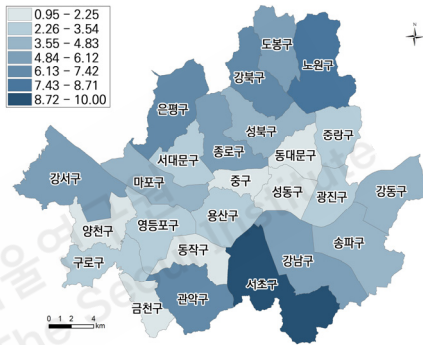 0.95 - 2.25
2.26 - 3.54
3.55 - 4.83
4.84 - 6.12
6.13 - 7.42
7.43 - 8.71
8.72 - 10.00
N
도봉구
노원구
강북구
은평구
성북구
중랑구
종로구
서대문구
동대문구
강서구
마포구
중구
성동구
광진구
강동구
용산구
양천구
영등포구
송파구
동작구
강남구
구로구
서초구
관악구
금천구
0 1 2 4
km
The Seoul Institute